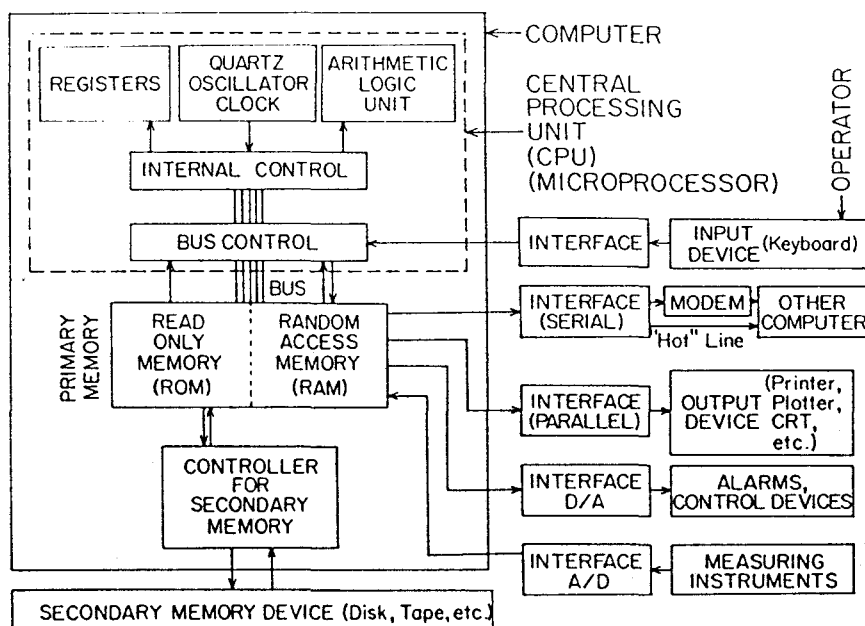 COMPUTER
REGISTERS
QUARTZ
OSCILLATOR
CLOCK
ARITHMETIC
LOGIC
UNIT
CENTRAL
PROCESSING
UNIT
(CPU)
(MICROPROCESSOR)
OPERATOR
INTERNAL CONTROL
BUS CONTROL
INTERFACE
INPUT
DEVICE (Keyboard)
BUS
PRIMARY
MEMORY
READ
ONLY
MEMORY
(ROM)
RANDOM
ACCESS
MEMORY
(RAM)
INTERFACE
(SERIAL)
MODEM
OTHER
COMPUTER
"Hot" Line
INTERFACE
(PARALLEL)
OUTPUT
DEVICE
(Printer,
Plotter,
CRT,
etc.)
CONTROLLER
FOR
SECONDARY
MEMORY
INTERFACE
D/A
ALARMS,
CONTROL DEVICES
INTERFACE
A/D
MEASURING
INSTRUMENTS
SECONDARY MEMORY DEVICE (Disk, Tape, etc.)